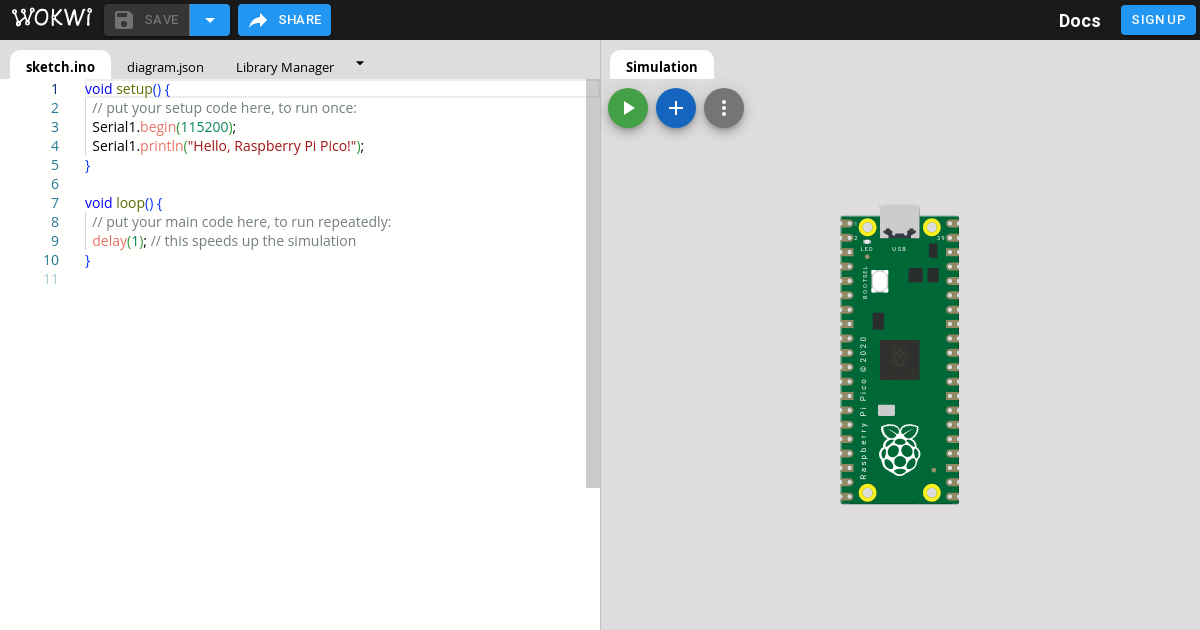 WOKWI SAVE SHARE Docs SIGN UP
sketch.ino diagram.json Library Manager Simulation
1 void setup() {
2 // put your setup code here, to run once:
3 Serial1.begin(115200);
4 Serial1.println("Hello, Raspberry Pi Pico!");
5 }
6
7 void loop() {
8 // put your main code here, to run repeatedly:
9 delay(1); // this speeds up the simulation
10 }
11
2 39
LED USB
BOOTSEL
Raspberry Pi Pico ©2020